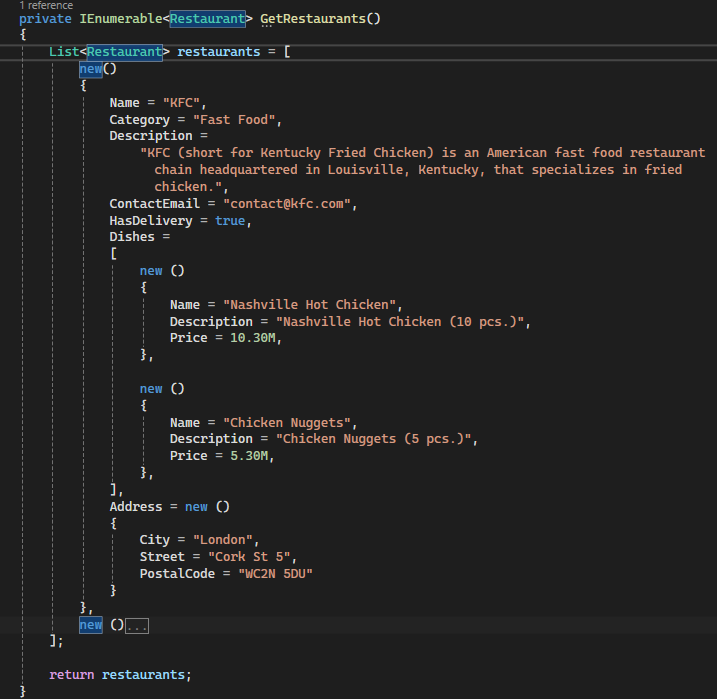 1 reference
private IEnumerable<Restaurant> GetRestaurants()
{
    List<Restaurant> restaurants = [
        new()
        {
            Name = "KFC",
            Category = "Fast Food",
            Description =
                "KFC (short for Kentucky Fried Chicken) is an American fast food restaurant
                  chain headquartered in Louisville, Kentucky, that specializes in fried
                  chicken.",
            ContactEmail = "contact@kfc.com",
            HasDelivery = true,
            Dishes =
            [
                new ()
                {
                    Name = "Nashville Hot Chicken",
                    Description = "Nashville Hot Chicken (10 pcs.)",
                    Price = 10.30M,
                },

                new ()
                {
                    Name = "Chicken Nuggets",
                    Description = "Chicken Nuggets (5 pcs.)",
                    Price = 5.30M,
                },
            ],
            Address = new ()
            {
                City = "London",
                Street = "Cork St 5",
                PostalCode = "WC2N 5DU"
            }
        },
        new ()...
    ];

    return restaurants;
}